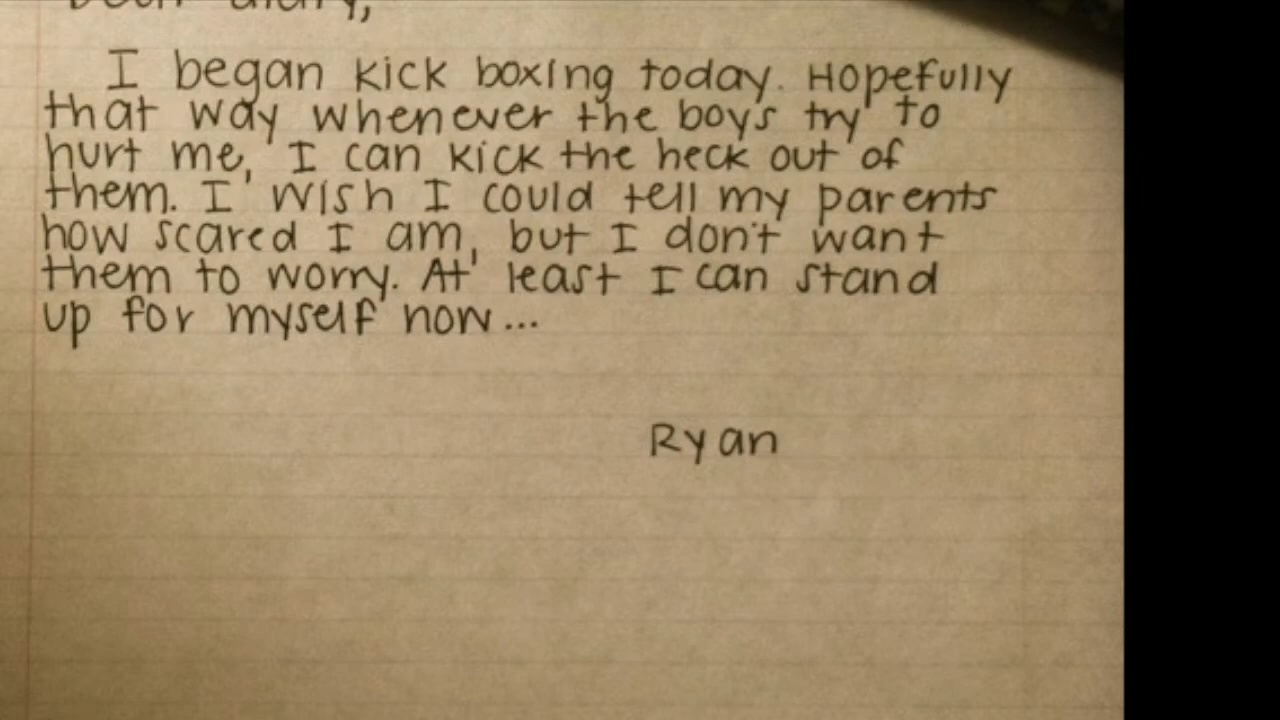 diary,
I began kick boxing today. Hopefully
that way whenever the boys try to
hurt me, I can kick the heck out of
them. I wish I could tell my parents
how scared I am, but I don't want
them to worry. At least I can stand
up for myself now...
Ryan